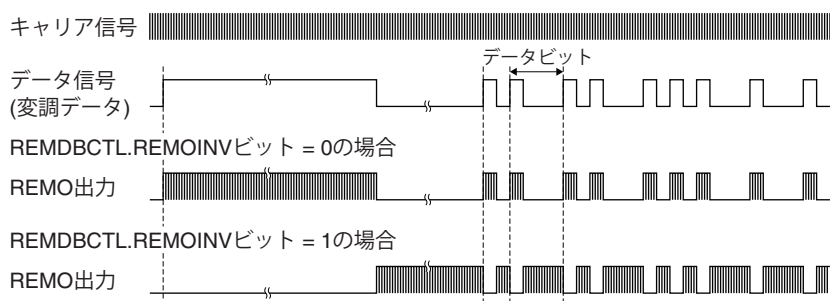 キャリア信号
データビット
データ信号
(変調データ)
REMDBCTL.REMOINVビット = 0の場合
REMO出力
REMDBCTL.REMOINVビット = 1の場合
REMO出力